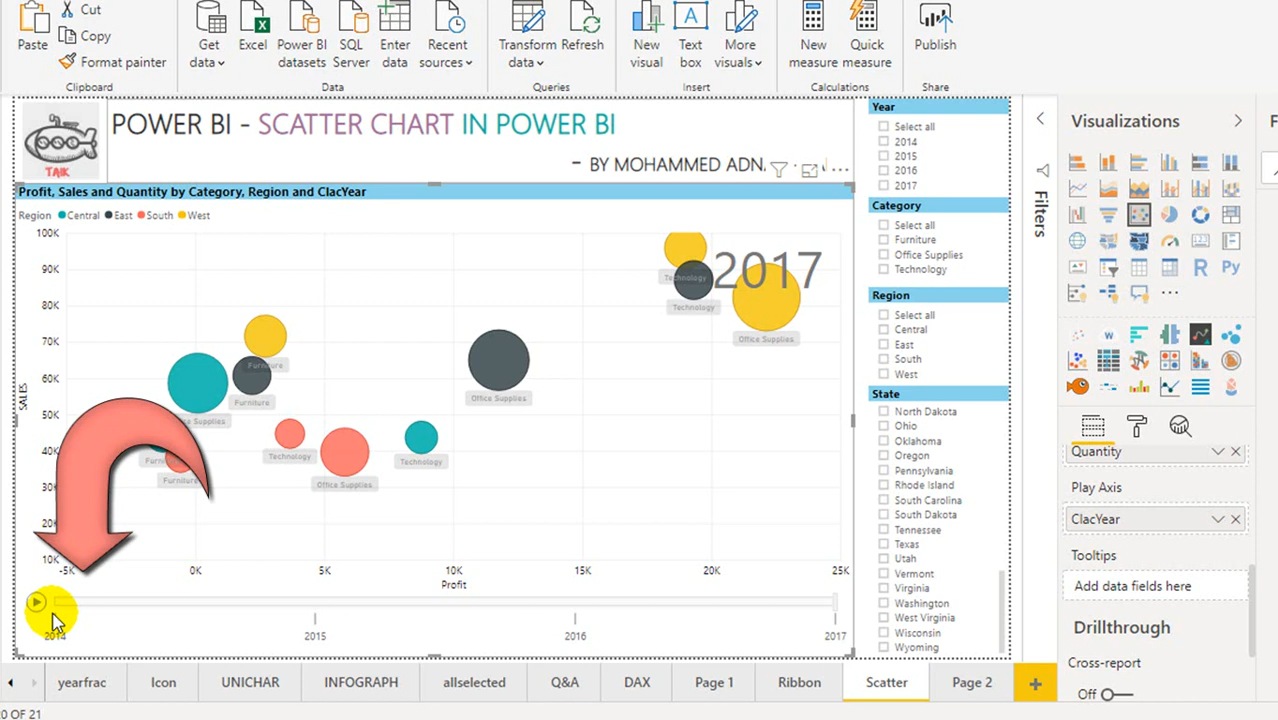 Paste
Cut
Copy
Format painter
Clipboard
Get data
Excel
Power BI datasets
SQL Server
Enter data
Recent sources
Data
Transform data
Refresh
Queries
New visual
Text box
More visuals
Insert
New measure
Quick measure
Calculations
Publish
Share
TAIK
POWER BI - SCATTER CHART IN POWER BI
- BY MOHAMMED ADN
Profit, Sales and Quantity by Category, Region and ClacYear
Region Central East South West
100K
90K
80K
70K
60K
50K
40K
30K
20K
10K
SALES
2017
Technology
Technology
Office Supplies
Furniture
Furniture
Office Supplies
Supplies
Technology
Technology
Office Supplies
Furniture
-5K 0K 5K 10K 15K 20K 25K
Profit
2014 2015 2016 2017
Year
Select all
2014
2015
2016
2017
Category
Select all
Furniture
Office Supplies
Technology
Region
Select all
Central
East
South
West
State
North Dakota
Ohio
Oklahoma
Oregon
Pennsylvania
Rhode Island
South Carolina
South Dakota
Tennessee
Texas
Utah
Vermont
Virginia
Washington
West Virginia
Wisconsin
Wyoming
Filters
Visualizations
F
R
Py
W
Quantity
Play Axis
ClacYear
Tooltips
Add data fields here
Drillthrough
Cross-report
Off
yearfrac
Icon
UNICHAR
INFOGRAPH
allselected
Q&A
DAX
Page 1
Ribbon
Scatter
Page 2
0 OF 21